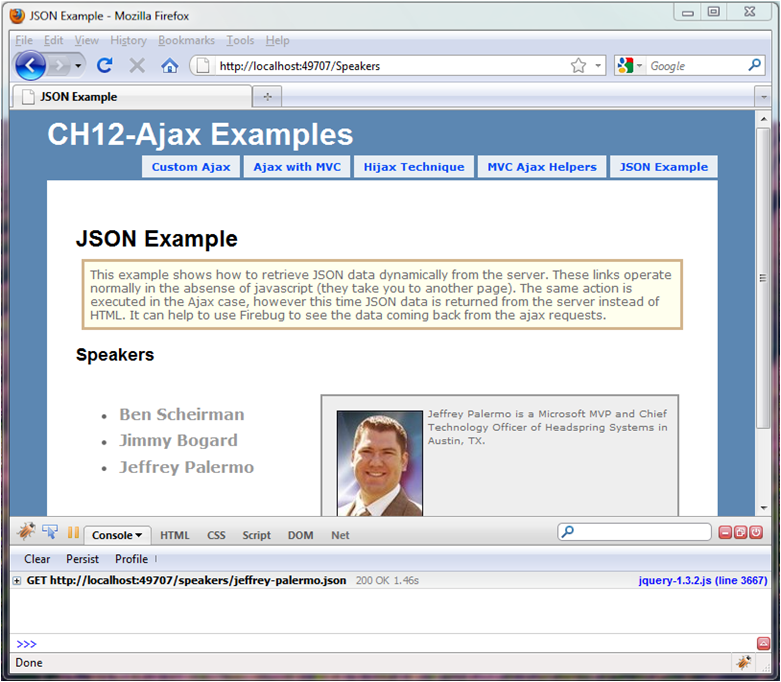 JSON Example - Mozilla Firefox
File Edit View History Bookmarks Tools Help
http://localhost:49707/Speakers
Google
JSON Example
CH12-Ajax Examples
Custom Ajax
Ajax with MVC
Hijax Technique
MVC Ajax Helpers
JSON Example
JSON Example
This example shows how to retrieve JSON data dynamically from the server. These links operate
normally in the absense of javascript (they take you to another page). The same action is
executed in the Ajax case, however this time JSON data is returned from the server instead of
HTML. It can help to use Firebug to see the data coming back from the ajax requests.
Speakers
Ben Scheirman
Jimmy Bogard
Jeffrey Palermo
Jeffrey Palermo is a Microsoft MVP and Chief
Technology Officer of Headspring Systems in
Austin, TX.
Console HTML CSS Script DOM Net
Clear Persist Profile
GET http://localhost:49707/speakers/jeffrey-palermo.json 200 OK 1.46s jquery-1.3.2.js (line 3667)
>>>
Done